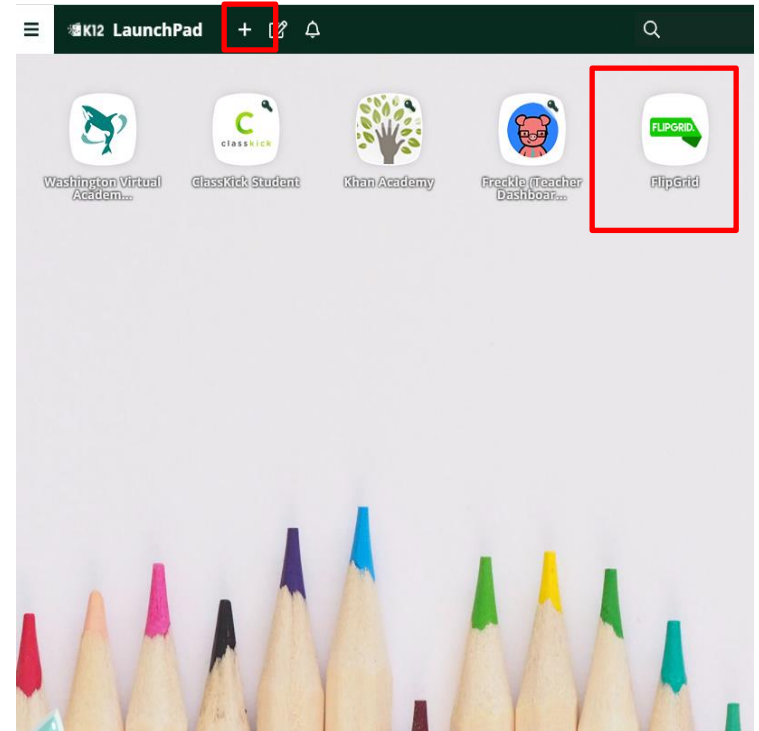 K12 LaunchPad
C
classkick
FLIPGRID.
Washington Virtual
Academ...
ClassKick Student
Khan Academy
Freckle (Teacher
Dashboar...
FlipGrid